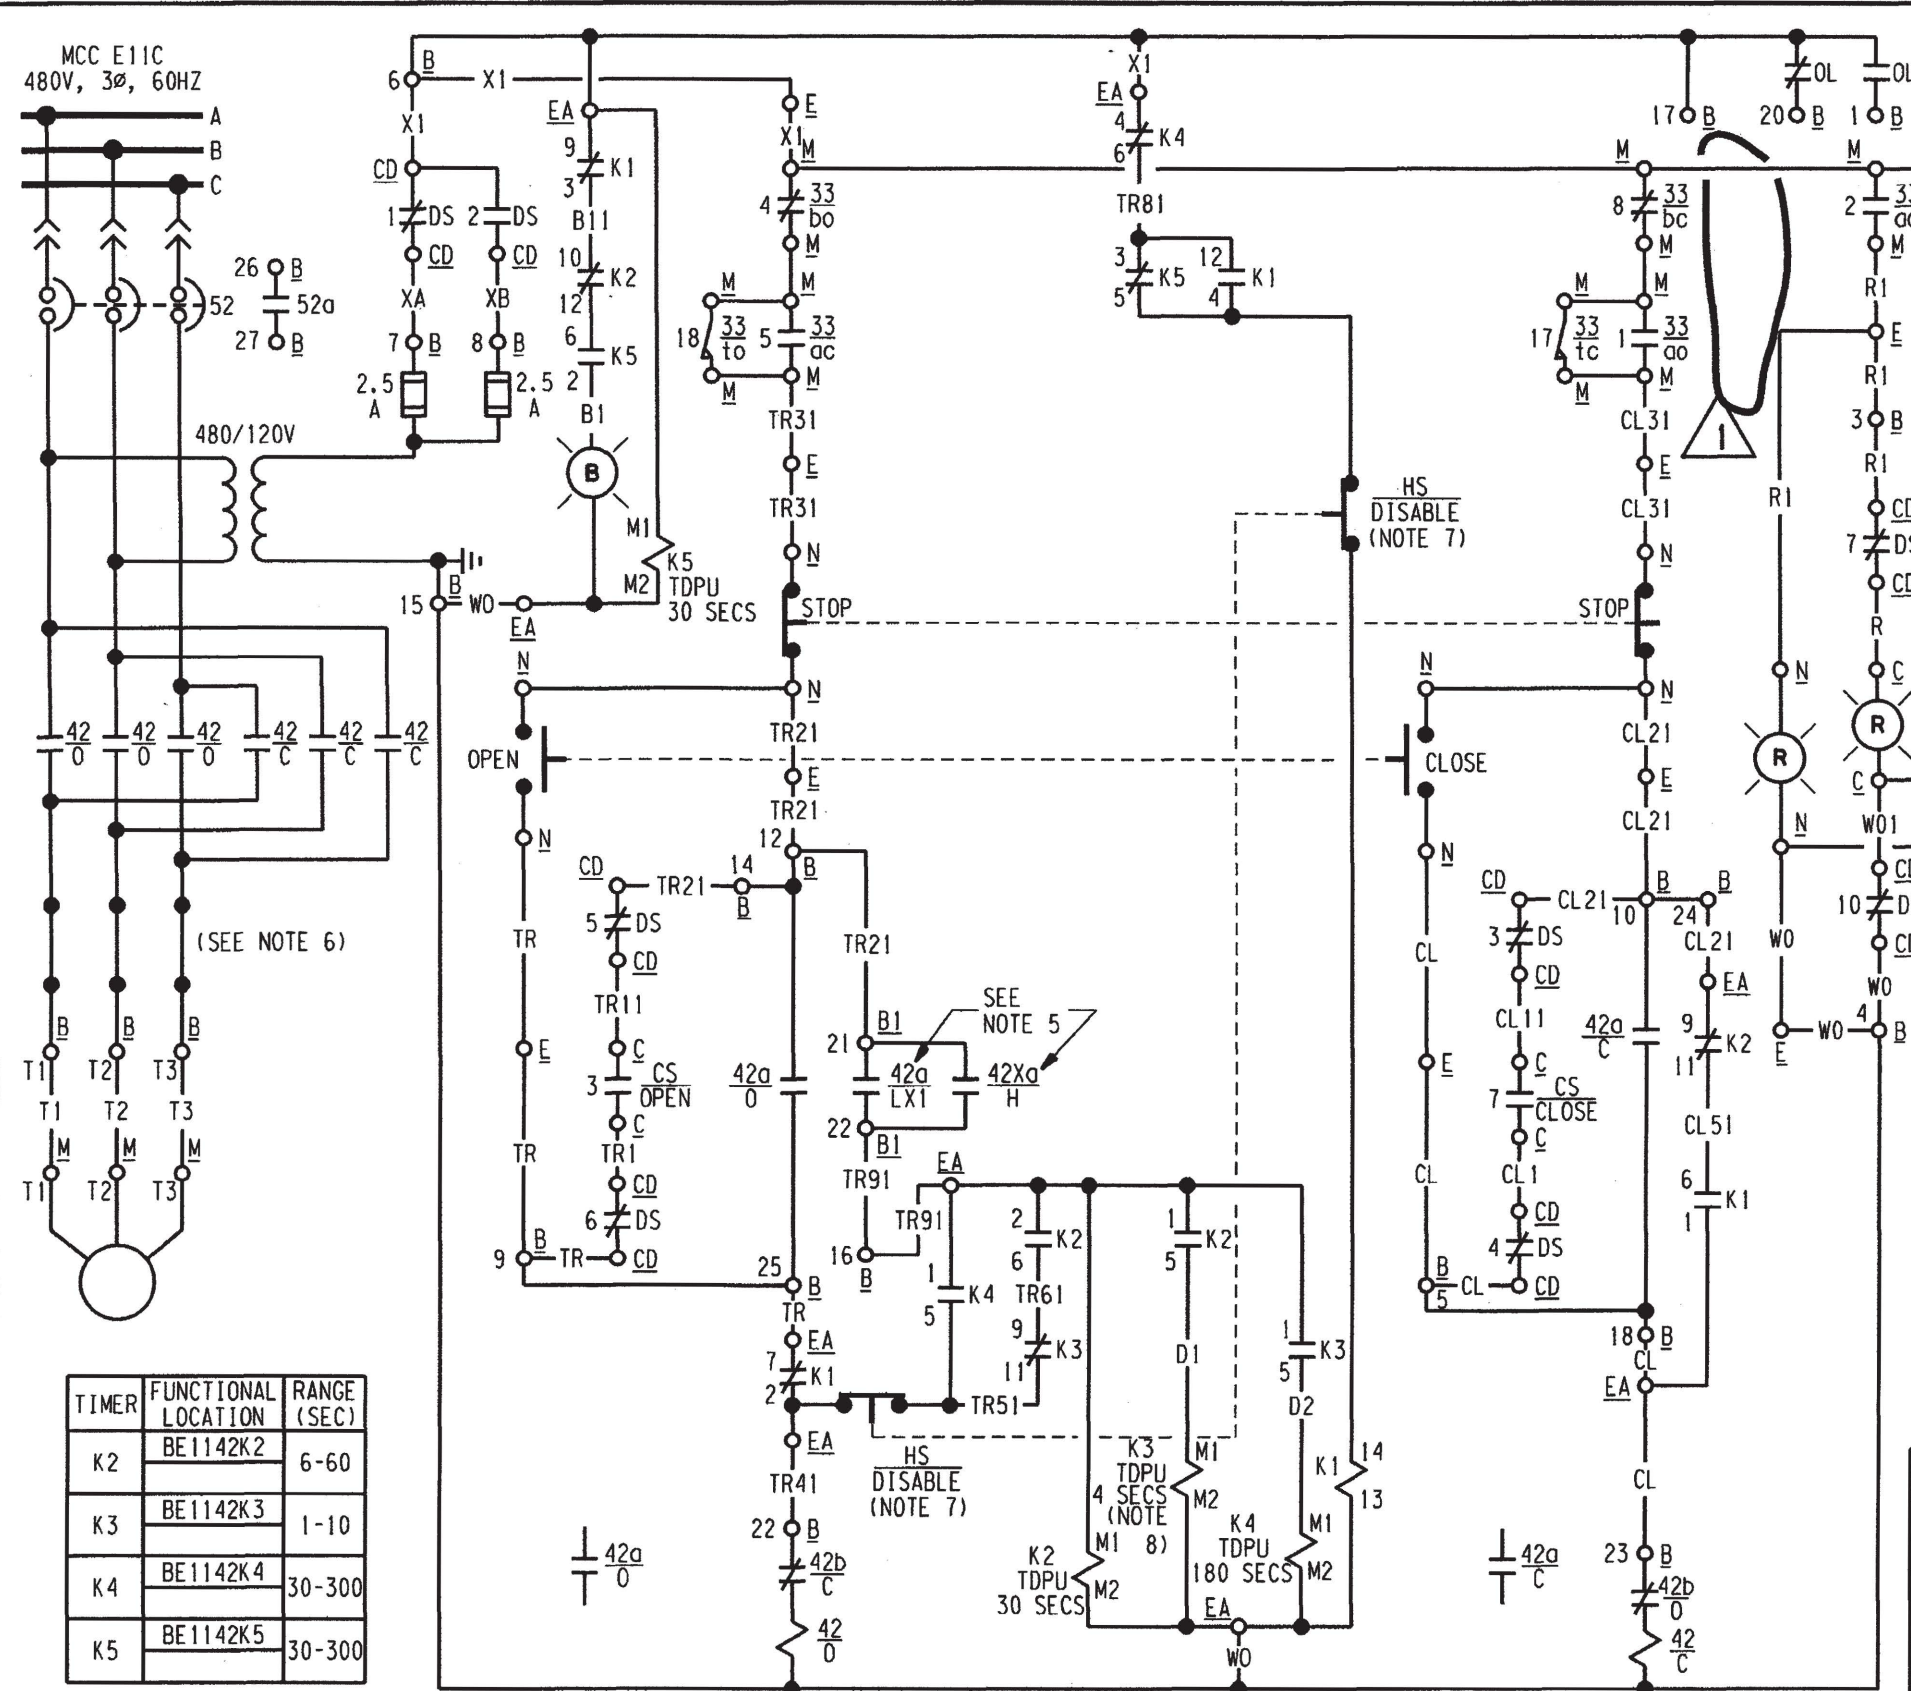 MCC E11C
480V, 3ø, 60HZ
A
B
C
52
26 B
52a
27 B
480/120V
6 B
X1
X1
CD
1 DS
2 DS
CD
CD
XA
XB
7 B
8 B
2.5 A
2.5 A
EA
9
K1
3
B11
10
K2
12
6
K5
2
B1
B
M1
K5
M2
TDPU
30 SECS
B
15
WO
EA
E
X1
M
4 33/bo
M
M
M
18 33/to
5 33/ac
M
M
TR31
E
TR31
N
STOP
N
N
OPEN
TR21
E
TR21
N
12
B
14
B
TR21
CD
5 DS
CD
TR11
C
3
CS
OPEN
C
TR1
CD
6 DS
CD
TR
E
TR
9 B
TR
42a/O
TR21
B1
21
SEE
NOTE 5
42a/LX1
42Xa/H
22
B1
TR91
16
B
TR91
EA
25
B
TR
EA
7
K1
2
EA
TR41
22 B
42b/C
42/O
1
K4
5
2
K2
6
TR61
9
K3
11
TR51
HS
DISABLE
(NOTE 7)
1
K2
5
D1
1
K3
5
D2
K3
TDPU
4 SECS
(NOTE
8)
M1
M2
K2
TDPU
30 SECS
M1
M2
K4
TDPU
180 SECS
M1
M2
K1
14
13
EA
WO
X1
EA
4
K4
6
TR81
3
K5
5
12
K1
4
HS
DISABLE
(NOTE 7)
17 B
20 B
OL
1 B
OL
M
8 33/bc
M
M
M
17 33/tc
1 33/ao
M
M
CL31
E
CL31
N
STOP
N
N
CLOSE
CL21
E
CL21
N
CD
CL21
10
B
24
B
3 DS
CD
CL11
C
7
CS
CLOSE
C
CL1
CD
4 DS
CD
CL
E
CL
B
5
CL
42a/C
CL21
EA
9
K2
11
CL51
6
K1
1
18 B
CL
EA
CL
23 B
42b/O
42/C
1
M
2
M
R1
E
R1
3 B
R1
7
R
C
R
C
WO1
10
WO
4
B
R1
N
R
N
WO
E
WO
42/O
42/O
42/O
42/C
42/C
42/C
(SEE NOTE 6)
B
B
B
T1
T2
T3
T1
T2
T3
M
M
M
T1
T2
T3
42a/O
42a/C
TIMER
FUNCTIONAL LOCATION
RANGE (SEC)
K2
BE1142K2
6-60
K3
BE1142K3
1-10
K4
BE1142K4
30-300
K5
BE1142K5
30-300